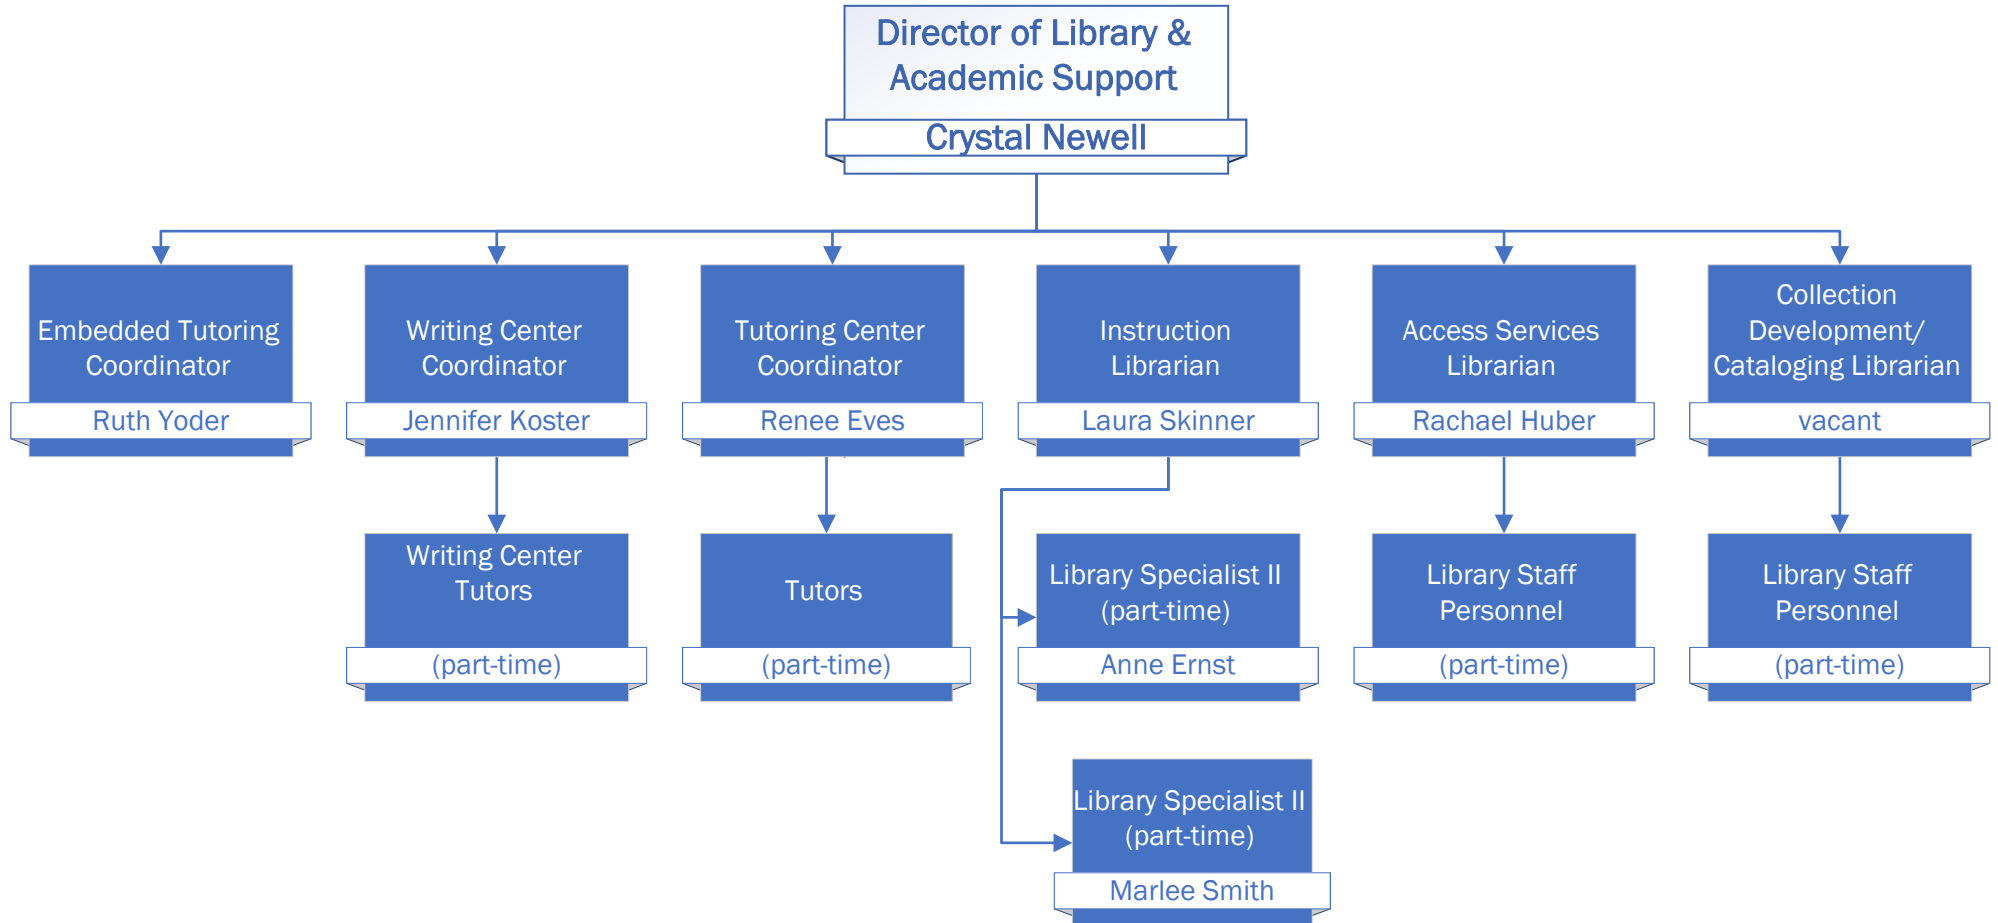 Director of Library &
Academic Support
Crystal Newell
Embedded Tutoring
Coordinator
Ruth Yoder
Writing Center
Coordinator
Jennifer Koster
Tutoring Center
Coordinator
Renee Eves
Instruction
Librarian
Laura Skinner
Access Services
Librarian
Rachael Huber
Collection
Development/
Cataloging Librarian
vacant
Writing Center
Tutors
(part-time)
Tutors
(part-time)
Library Specialist II
(part-time)
Anne Ernst
Library Staff
Personnel
(part-time)
Library Staff
Personnel
(part-time)
Library Specialist II
(part-time)
Marlee Smith